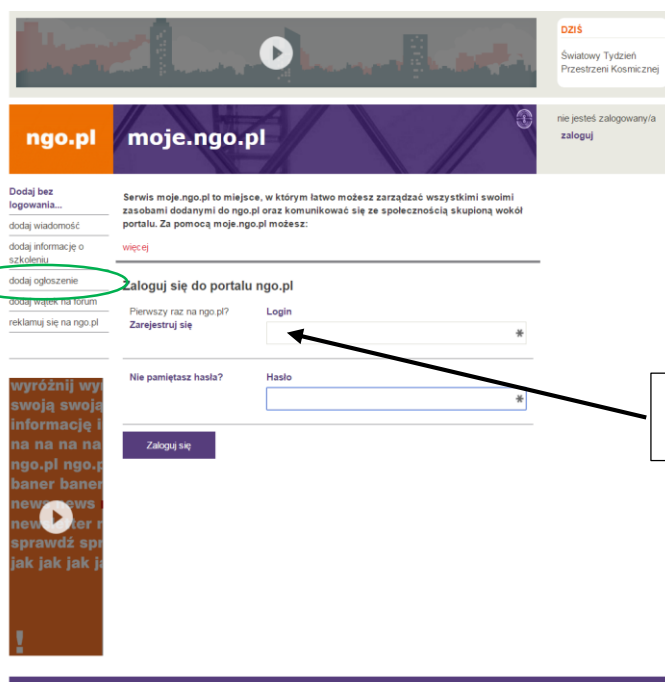 DZIŚ
Światowy Tydzień
Przestrzeni Kosmicznej
ngo.pl
moje.ngo.pl
nie jesteś zalogowany/a
zaloguj
Dodaj bez
logowania...
dodaj wiadomość
dodaj informację o
szkoleniu
dodaj ogłoszenie
dodaj wątek na forum
reklamuj się na ngo.pl
Serwis moje.ngo.pl to miejsce, w którym łatwo możesz zarządzać wszystkimi swoimi
zasobami dodanymi do ngo.pl oraz komunikować się ze społecznością skupioną wokół
portalu. Za pomocą moje.ngo.pl możesz:
więcej
Zaloguj się do portalu ngo.pl
Pierwszy raz na ngo.pl?
Zarejestruj się
Login
*
Nie pamiętasz hasła?
Hasło
*
Zaloguj się
wyróżnij wy
swoją swoją
informację i
na na na na
ngo.pl ngo.p
baner baner
news news
sprawdź spr
jak jak jak ja
!